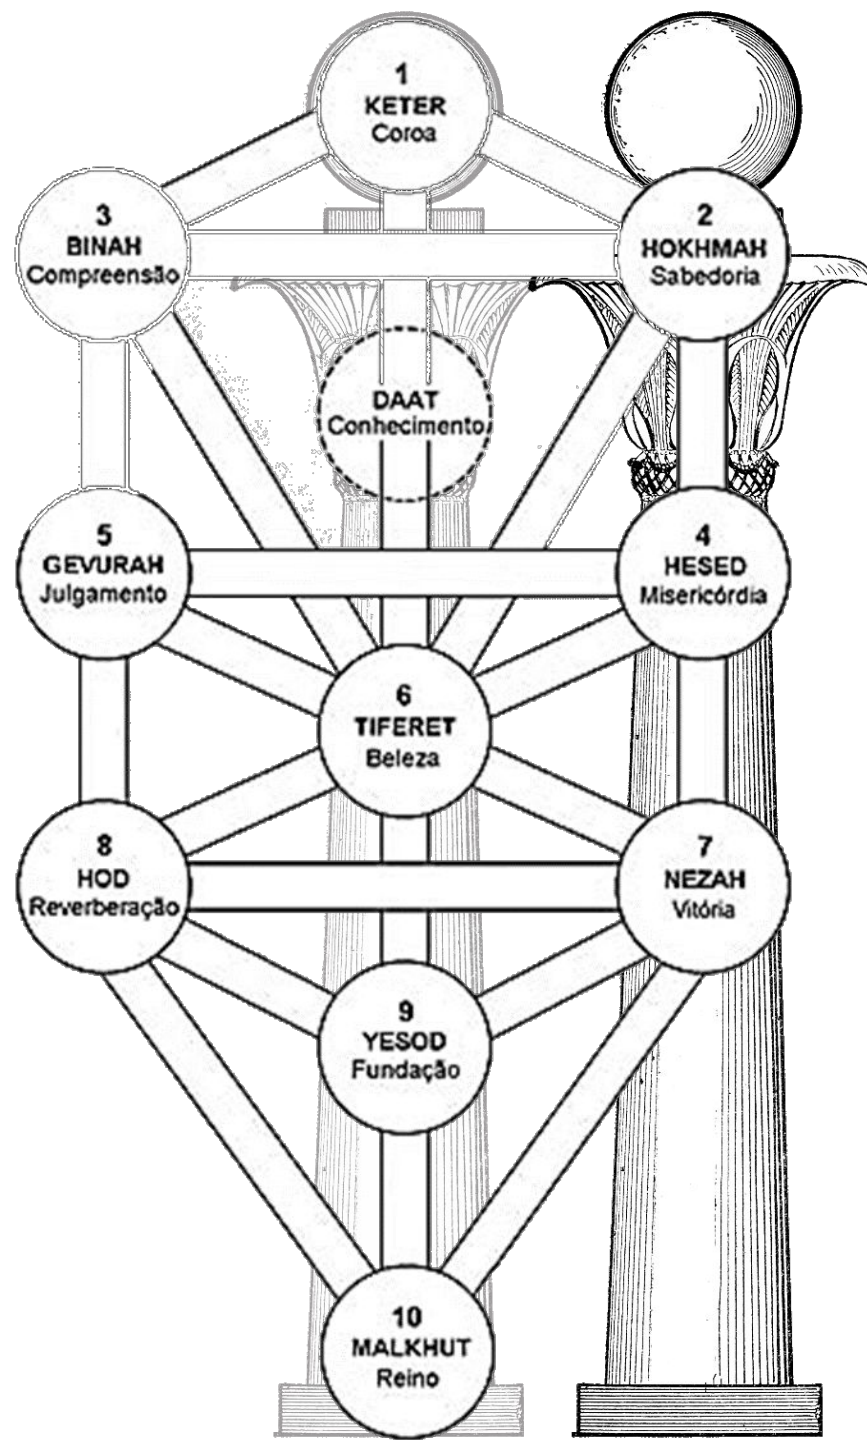 1
KETER
Coroa
3
BINAH
Compreensão
2
HOKHMAH
Sabedoria
DAAT
Conhecimento
5
GEVURAH
Julgamento
4
HESED
Misericórdia
6
TIFERET
Beleza
8
HOD
Reverberação
7
NEZAH
Vitória
9
YESOD
Fundação
10
MALKHUT
Reino